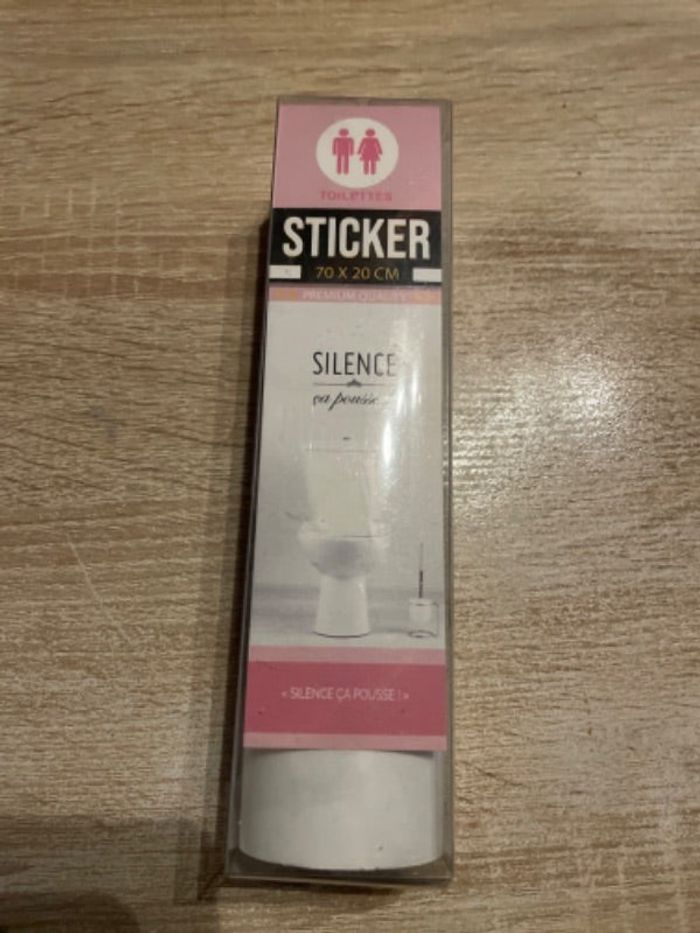 TOILETTES
STICKER
70 X 20 CM
PREMIUM QUALITY
SILENCE
ça pousse...
« SILENCE ÇA POUSSE ! »